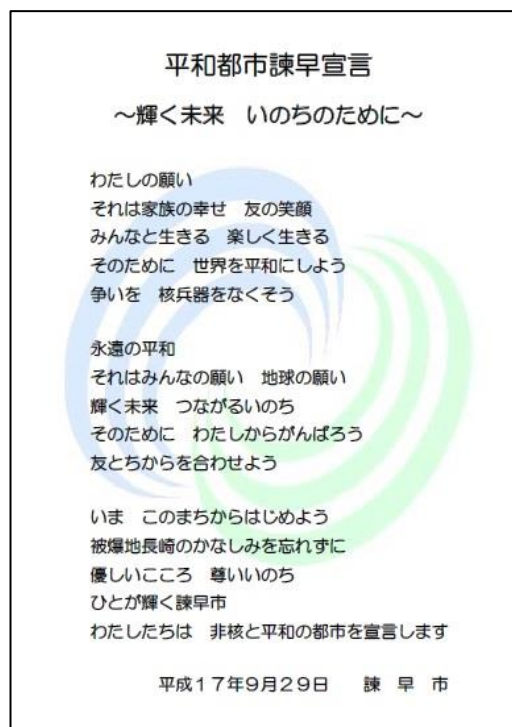 平和都市諫早宣言
～輝く未来　いのちのために～
わたしの願い
それは家族の幸せ　友の笑顔
みんなと生きる　楽しく生きる
そのために　世界を平和にしよう
争いを　核兵器をなくそう
永遠の平和
それはみんなの願い　地球の願い
輝く未来　つながるいのち
そのために　わたしからがんばろう
友とちからを合わせよう
いま　このまちからはじめよう
被爆地長崎のかなしみを忘れずに
優しいこころ　尊いいのち
ひとが輝く諫早市
わたしたちは　非核と平和の都市を宣言します
平成１７年９月２９日　　諫　早　市